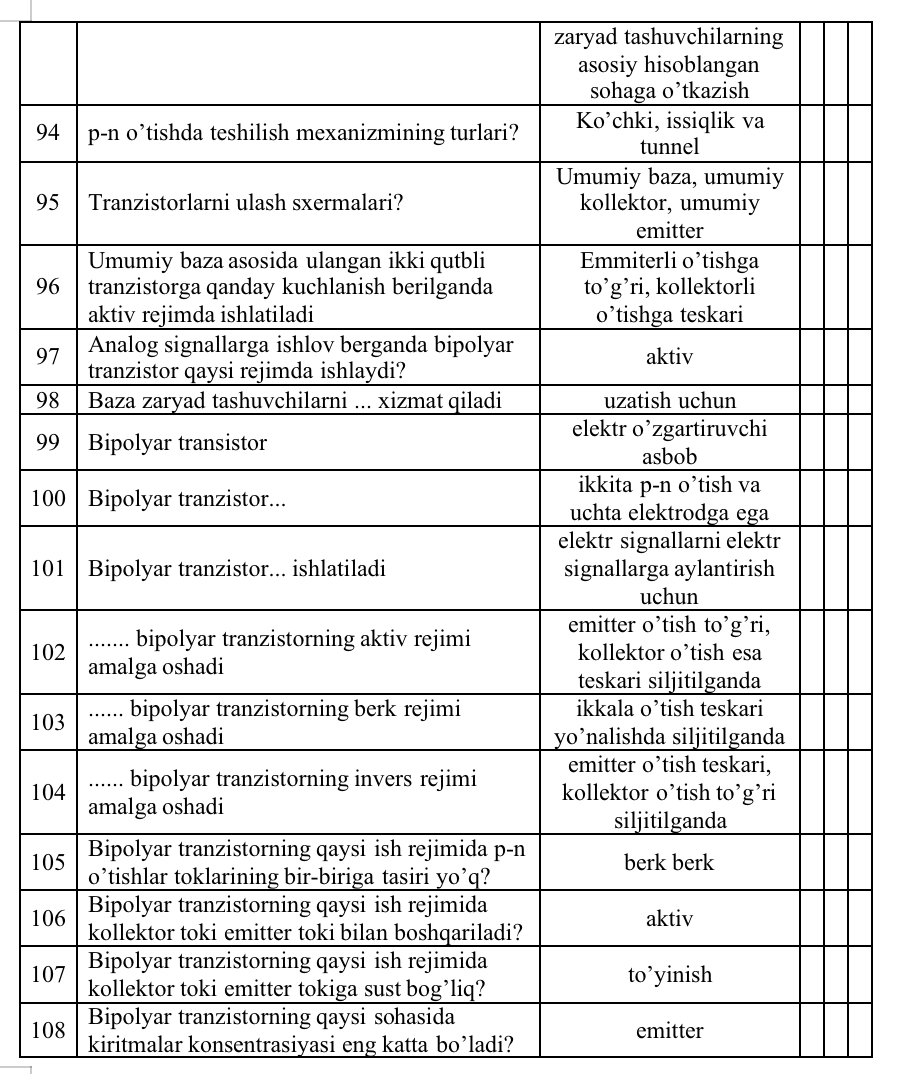 zaryad tashuvchilarning
asosiy hisoblangan
sohaga o’tkazish
94
p-n o’tishda teshilish mexanizmining turlari?
Ko’chki, issiqlik va
tunnel
95
Tranzistorlarni ulash sxermalari?
Umumiy baza, umumiy
kollektor, umumiy
emitter
96
Umumiy baza asosida ulangan ikki qutbli
tranzistorga qanday kuchlanish berilganda
aktiv rejimda ishlatiladi
Emmiterli o’tishga
to’g’ri, kollektorli
o’tishga teskari
97
Analog signallarga ishlov berganda bipolyar
tranzistor qaysi rejimda ishlaydi?
aktiv
98
Baza zaryad tashuvchilarni ... xizmat qiladi
uzatish uchun
99
Bipolyar transistor
elektr o’zgartiruvchi
asbob
100
Bipolyar tranzistor...
ikkita p-n o’tish va
uchta elektrodga ega
101
Bipolyar tranzistor... ishlatiladi
elektr signallarni elektr
signallarga aylantirish
uchun
102
....... bipolyar tranzistorning aktiv rejimi
amalga oshadi
emitter o’tish to’g’ri,
kollektor o’tish esa
teskari siljitilganda
103
...... bipolyar tranzistorning berk rejimi
amalga oshadi
ikkala o’tish teskari
yo’nalishda siljitilganda
104
...... bipolyar tranzistorning invers rejimi
amalga oshadi
emitter o’tish teskari,
kollektor o’tish to’g’ri
siljitilganda
105
Bipolyar tranzistorning qaysi ish rejimida p-n
o’tishlar toklarining bir-biriga tasiri yo’q?
berk berk
106
Bipolyar tranzistorning qaysi ish rejimida
kollektor toki emitter toki bilan boshqariladi?
aktiv
107
Bipolyar tranzistorning qaysi ish rejimida
kollektor toki emitter tokiga sust bog’liq?
to’yinish
108
Bipolyar tranzistorning qaysi sohasida
kiritmalar konsentrasiyasi eng katta bo’ladi?
emitter